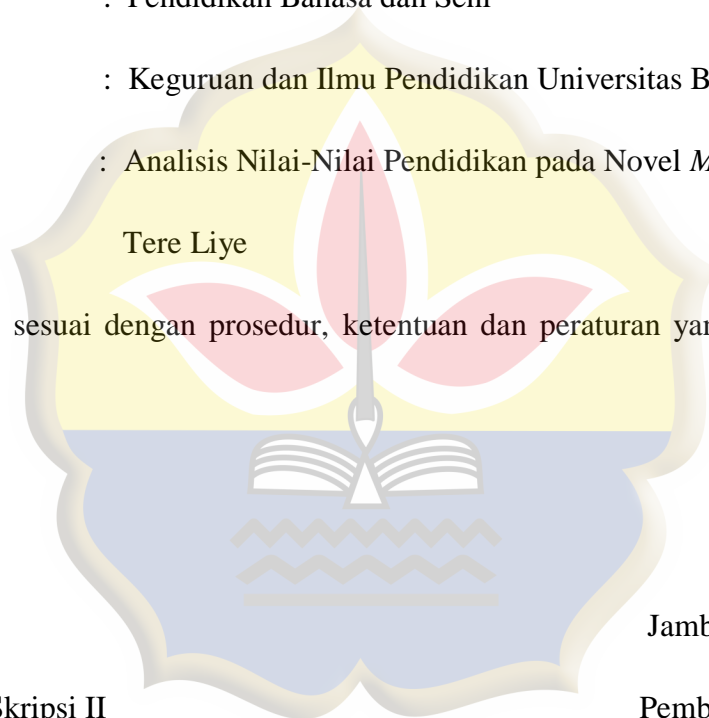 : Pendidikan Bahasa dan Seni
: Keguruan dan Ilmu Pendidikan Universitas B
: Analisis Nilai-Nilai Pendidikan pada Novel
Tere Liye
sesuai dengan prosedur, ketentuan dan peraturan
Jamb
Skripsi II
Pemb